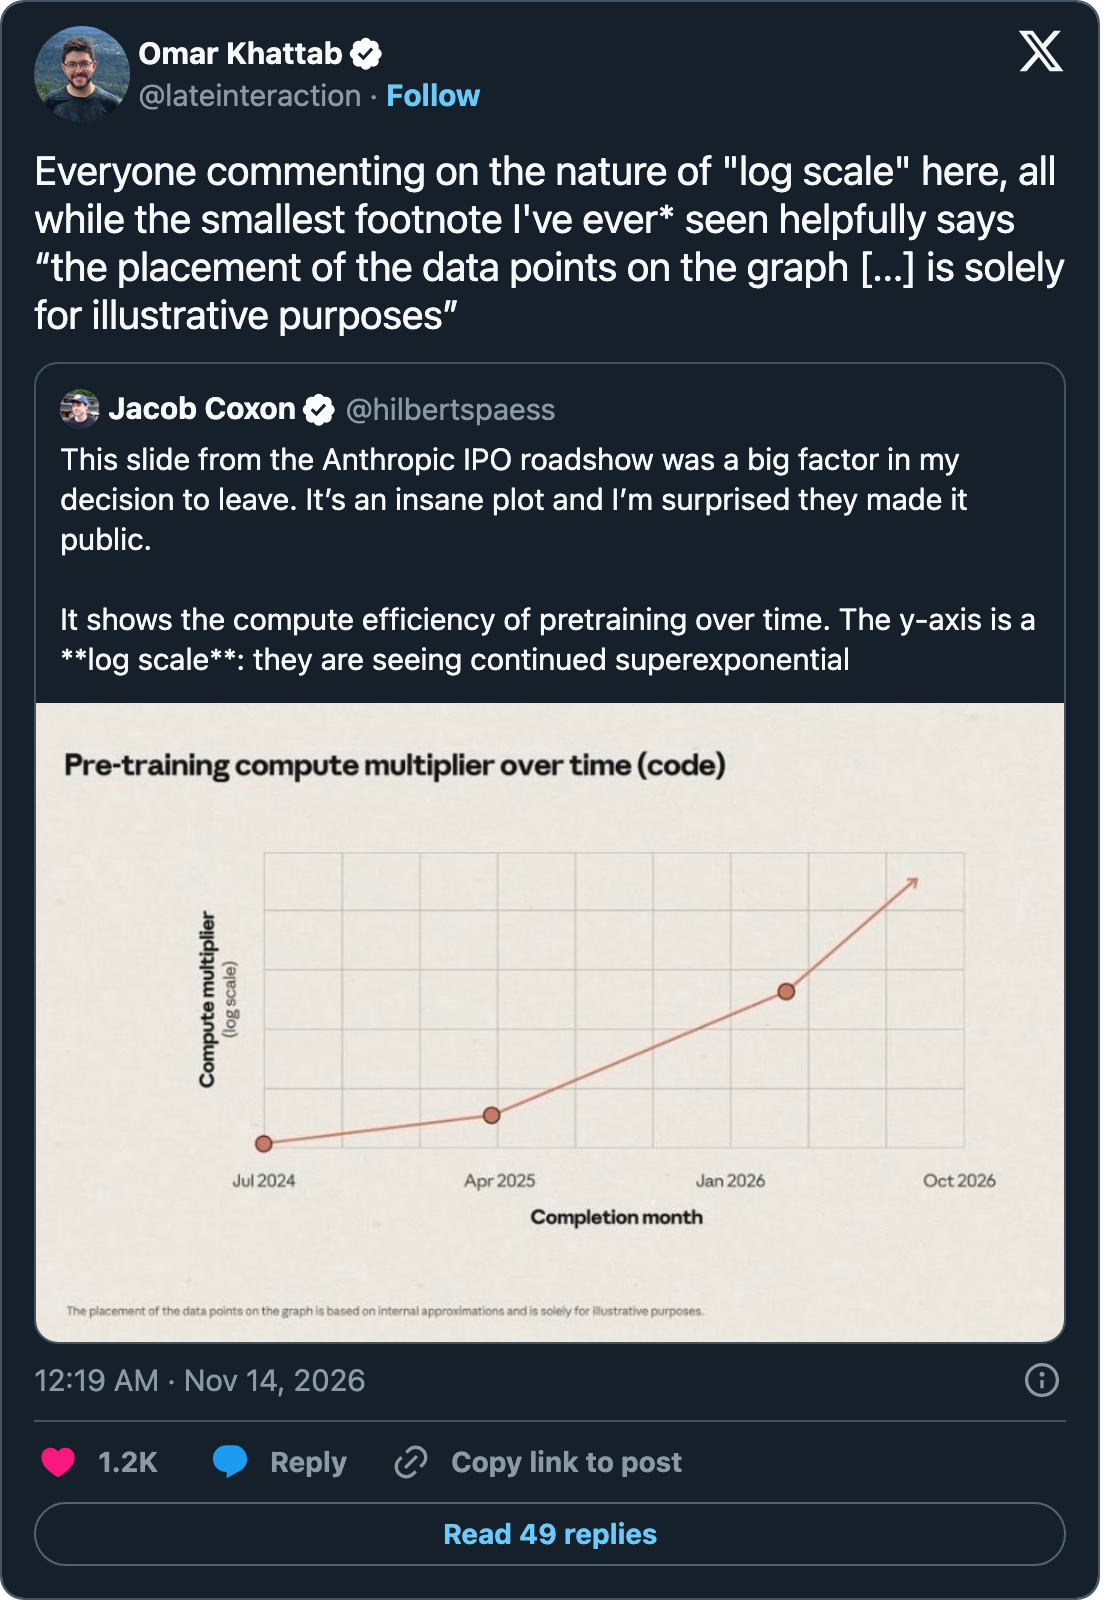 Omar Khattab
@lateinteraction · Follow
Everyone commenting on the nature of "log scale" here, all
while the smallest footnote I've ever* seen helpfully says
“the placement of the data points on the graph [...] is solely
for illustrative purposes”
Jacob Coxon @hilbertspaess
This slide from the Anthropic IPO roadshow was a big factor in my
decision to leave. It’s an insane plot and I’m surprised they made it
public.
It shows the compute efficiency of pretraining over time. The y-axis is a
**log scale**: they are seeing continued superexponential
Pre-training compute multiplier over time (code)
Compute multiplier
(log scale)
Jul 2024
Apr 2025
Jan 2026
Oct 2026
Completion month
The placement of the data points on the graph is based on internal approximations and is solely for illustrative purposes.
12:19 AM · Nov 14, 2026
1.2K
Reply
Copy link to post
Read 49 replies